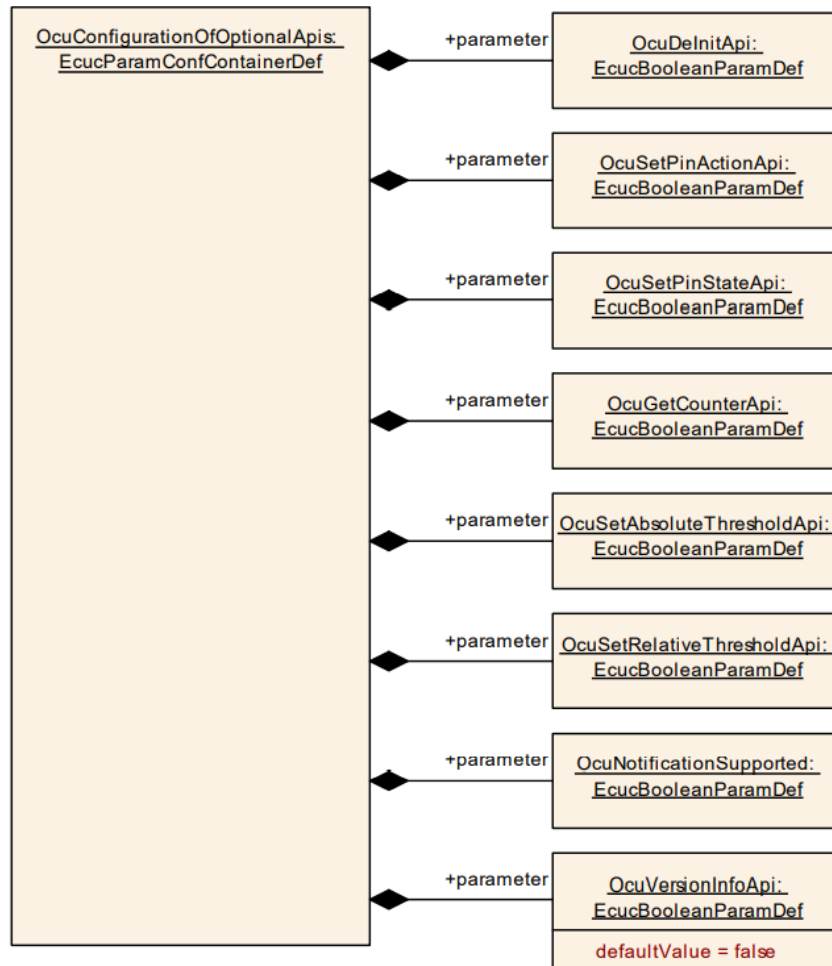 OcuConfigurationOfOptionalApis:
EcucParamConfContainerDef
+parameter
OcuDeInitApi:
EcucBooleanParamDef
+parameter
OcuSetPinActionApi:
EcucBooleanParamDef
+parameter
OcuSetPinStateApi:
EcucBooleanParamDef
+parameter
OcuGetCounterApi:
EcucBooleanParamDef
+parameter
OcuSetAbsoluteThresholdApi:
EcucBooleanParamDef
+parameter
OcuSetRelativeThresholdApi:
EcucBooleanParamDef
+parameter
OcuNotificationSupported:
EcucBooleanParamDef
+parameter
OcuVersionInfoApi:
EcucBooleanParamDef
defaultValue = false